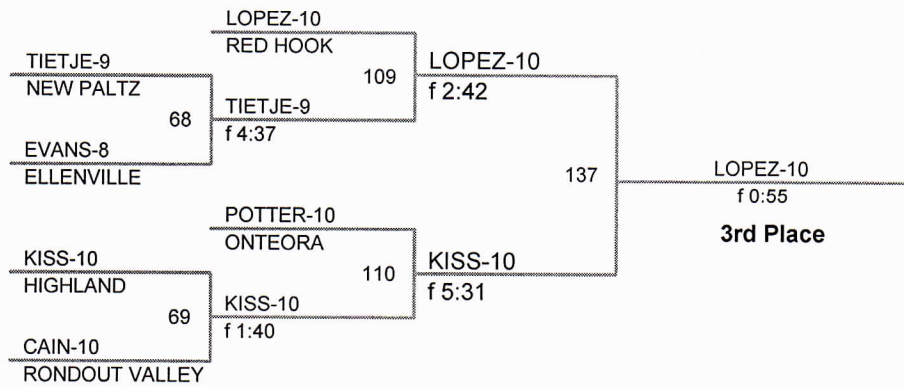 LOPEZ-10
RED HOOK
TIETJE-9
NEW PALTZ
109
LOPEZ-10
f 2:42
68
TIETJE-9
f 4:37
EVANS-8
ELLENVILLE
137
LOPEZ-10
f 0:55
3rd Place
POTTER-10
ONTEORA
KISS-10
HIGHLAND
110
KISS-10
f 5:31
69
KISS-10
f 1:40
CAIN-10
RONDOUT VALLEY